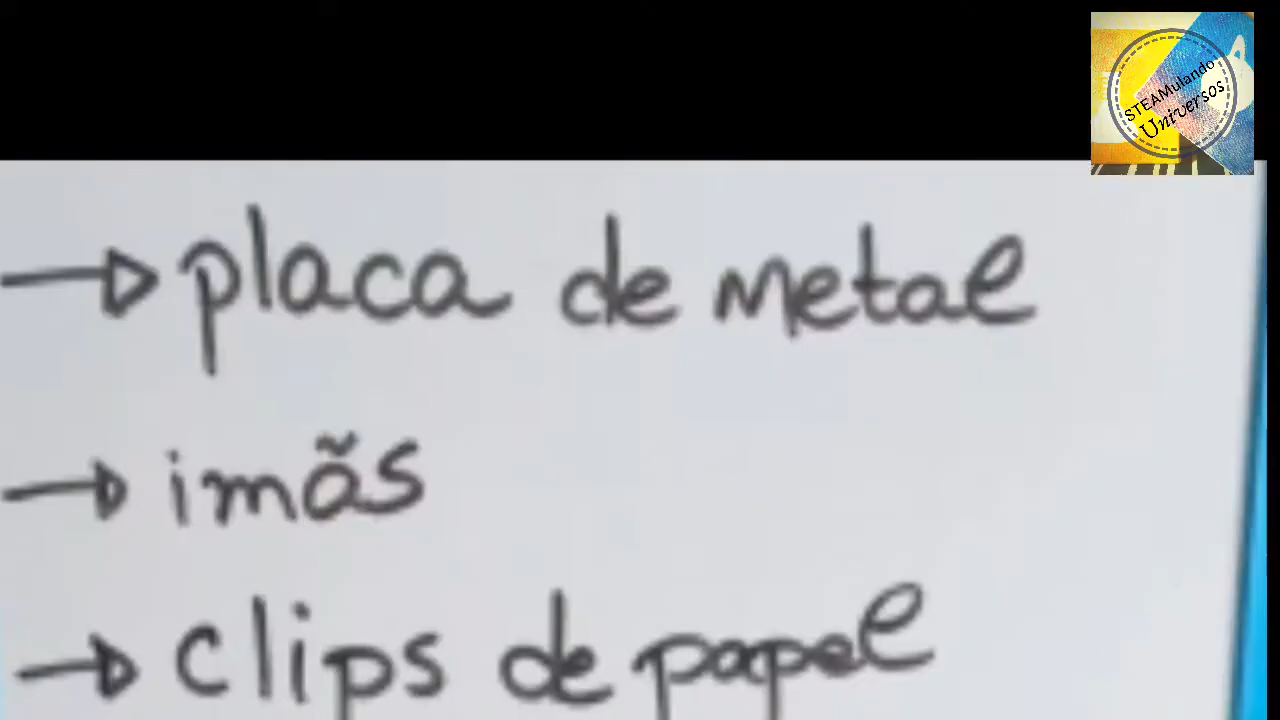 STEAMulando
Universos
placa de metal
imãs
clips de papel